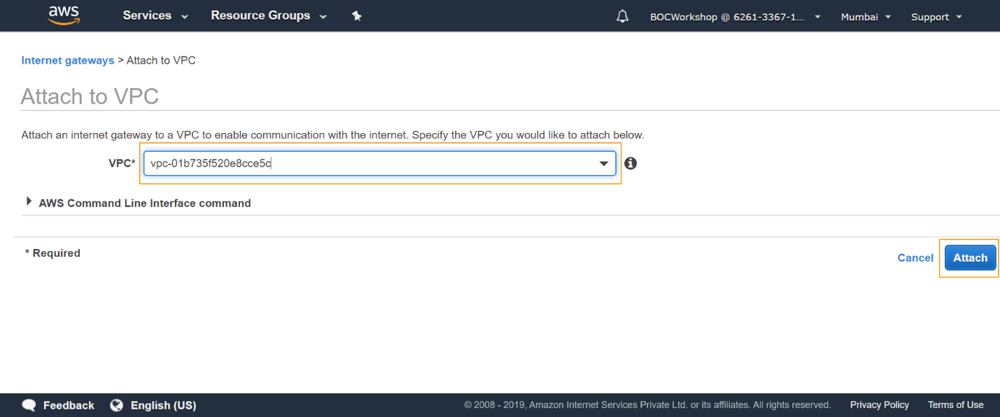 aws Services Resource Groups BOCWorkshop @ 6261-3367-1... Mumbai Support
Internet gateways > Attach to VPC
Attach to VPC
Attach an internet gateway to a VPC to enable communication with the internet. Specify the VPC you would like to attach below.
VPC* vpc-01b735f520e8cce5c
AWS Command Line Interface command
* Required
Cancel Attach
Feedback English (US) © 2008 - 2019, Amazon Internet Services Private Ltd. or its affiliates. All rights reserved. Privacy Policy Terms of Use